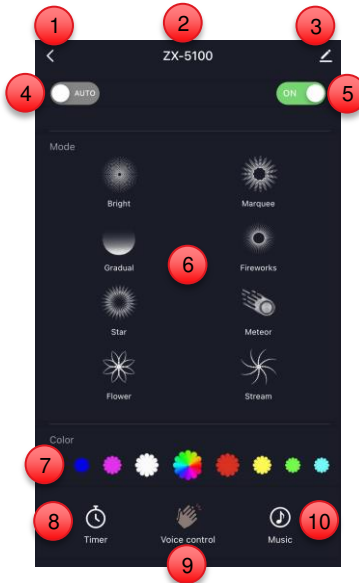 1
2
3
ZX-5100
4
AUTO
ON
5
Mode
Bright
Marquee
Gradual
6
Fireworks
Star
Meteor
Flower
Stream
Color
7
8
10
Timer
Voice control
Music
9